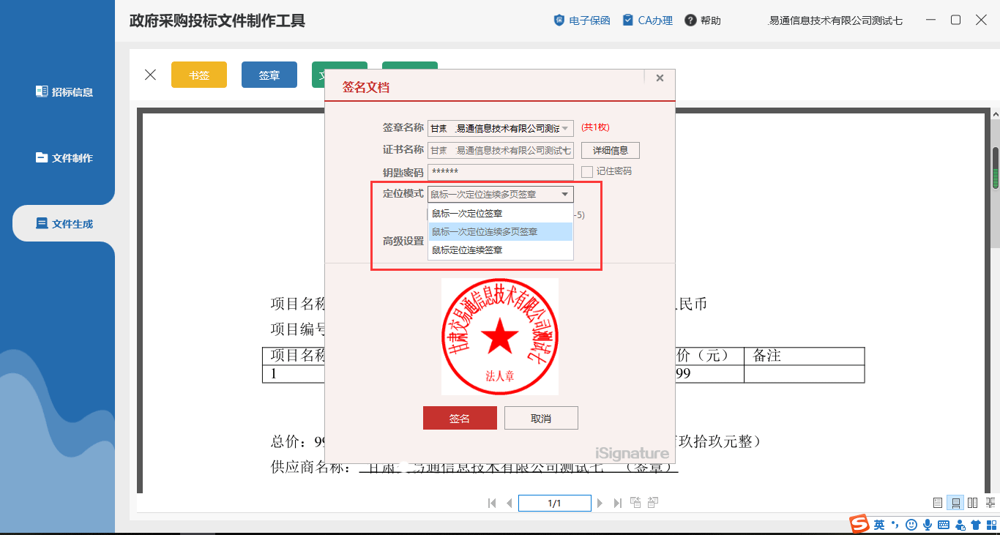 政府采购投标文件制作工具
电子保函
CA办理
帮助
易通信息技术有限公司测试七
招标信息
文件制作
文件生成
书签
签章
签名文档
签章名称 甘肃 易通信息技术有限公司测试 (共1枚)
证书名称 甘肃 易通信息技术有限公司测试七 详细信息
钥匙密码 ****** 记住密码
定位模式 鼠标一次定位连续多页签章
鼠标一次定位签章
-5)
鼠标一次定位连续多页签章
高级设置
鼠标定位连续签章
甘肃交易通信息技术有限公司测试七
法人章
签名 取消
iSignature
项目名称 民币
项目编号
项目名称 价（元） 备注
1 99
总价：99 玖拾玖元整）
供应商名称： 甘肃 易通信息技术有限公司测试七 （签章）
1/1
英